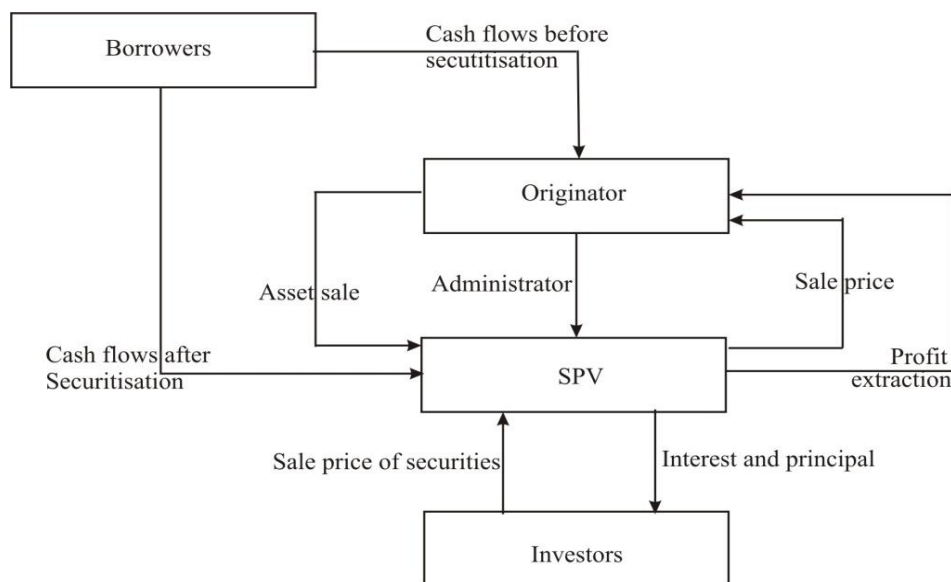 Borrowers
Cash flows before
secutitisation
Originator
Asset sale
Administrator
Sale price
Cash flows after
Securitisation
SPV
Profit
extraction
Sale price of securities
Interest and principal
Investors